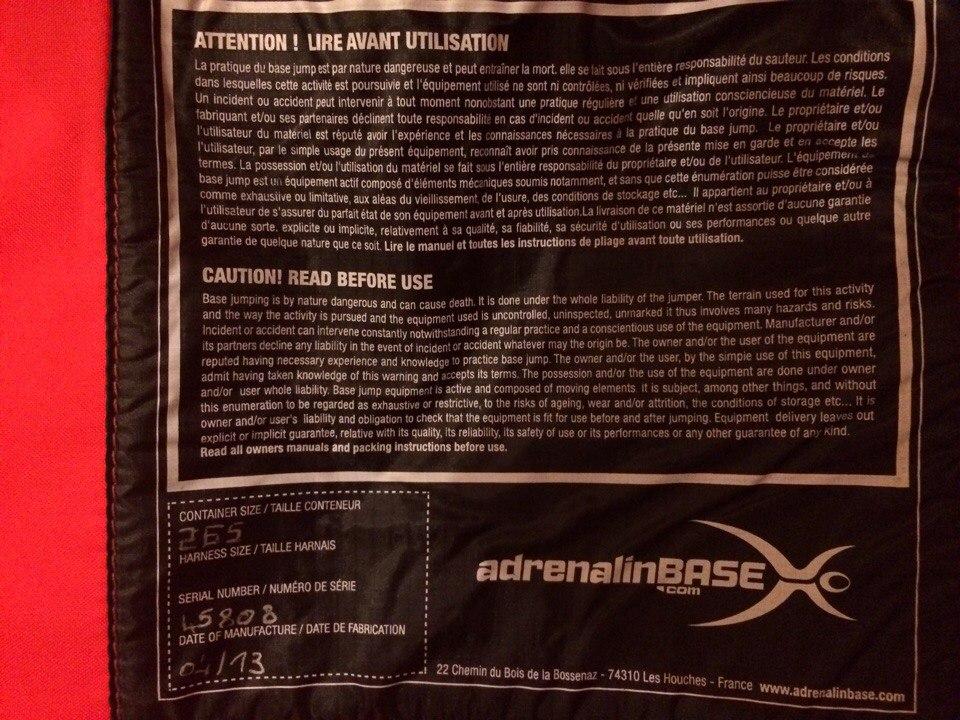 ATTENTION ! LIRE AVANT UTILISATION
La pratique du base jump est par nature dangereuse et peut entraîner la mort. elle se fait sous l'entière responsabilité du sauteur. Les conditions
dans lesquelles cette activité est poursuivie et l'équipement utilisé ne sont ni contrôlées, ni vérifiées et impliquent ainsi beaucoup de risques.
Un incident ou accident peut intervenir à tout moment nonobstant une pratique régulière et une utilisation consciencieuse du matériel. Le
fabriquant et/ou ses partenaires déclinent toute responsabilité en cas d'incident ou accident quelle qu'en soit l'origine. Le propriétaire et/ou
l'utilisateur du matériel est réputé avoir l'expérience et les connaissances nécessaires à la pratique du base jump. Le propriétaire et/ou
l'utilisateur, par le simple usage du présent équipement, reconnaît avoir pris connaissance de la présente mise en garde et en accepte les
termes. La possession et/ou l'utilisation du matériel se fait sous l'entière responsabilité du propriétaire et/ou de l'utilisateur. L'équipement de
base jump est un équipement actif composé d'éléments mécaniques soumis notamment, et sans que cette énumération puisse être considérée
comme exhaustive ou limitative, aux aléas du vieillissement, de l'usure, des conditions de stockage etc... Il appartient au propriétaire et/ou à
l'utilisateur de s'assurer du parfait état de son équipement avant et après utilisation.La livraison de ce matériel n'est assortie d'aucune garantie
d'aucune sorte, explicite ou implicite, relativement à sa qualité, sa fiabilité, sa sécurité d'utilisation ou ses performances ou quelque autre
garantie de quelque nature que ce soit. Lire le manuel et toutes les instructions de pliage avant toute utilisation.
CAUTION! READ BEFORE USE
Base jumping is by nature dangerous and can cause death. It is done under the whole liability of the jumper. The terrain used for this activity
and the way the activity is pursued and the equipment used is uncontrolled, uninspected, unmarked it thus involves many hazards and risks.
Incident or accident can intervene constantly notwithstanding a regular practice and a conscientious use of the equipment. Manufacturer and/or
its partners decline any liability in the event of incident or accident whatever may the origin be. The owner and/or the user of the equipment are
reputed having necessary experience and knowledge to practice base jump. The owner and/or the user, by the simple use of this equipment,
admit having taken knowledge of this warning and accepts its terms. The possession and/or the use of the equipment are done under owner
and/or user whole liability. Base jump equipment is active and composed of moving elements. it is subject, among other things, and without
this enumeration to be regarded as exhaustive or restrictive, to the risks of ageing, wear and/or attrition, the conditions of storage etc... It is
owner and/or user's liability and obligation to check that the equipment is fit for use before and after jumping. Equipment delivery leaves out
explicit or implicit guarantee, relative with its quality, its reliability, its safety of use or its performances or any other guarantee of any kind.
Read all owners manuals and packing instructions before use.
CONTAINER SIZE / TAILLE CONTENEUR
265
HARNESS SIZE / TAILLE HARNAIS
SERIAL NUMBER / NUMÉRO DE SÉRIE
DATE OF MANUFACTURE / DATE DE FABRICATION
04/13
adrenalinBASE
.com
22 Chemin du Bois de la Bossenaz - 74310 Les Houches - France www.adrenalinbase.com